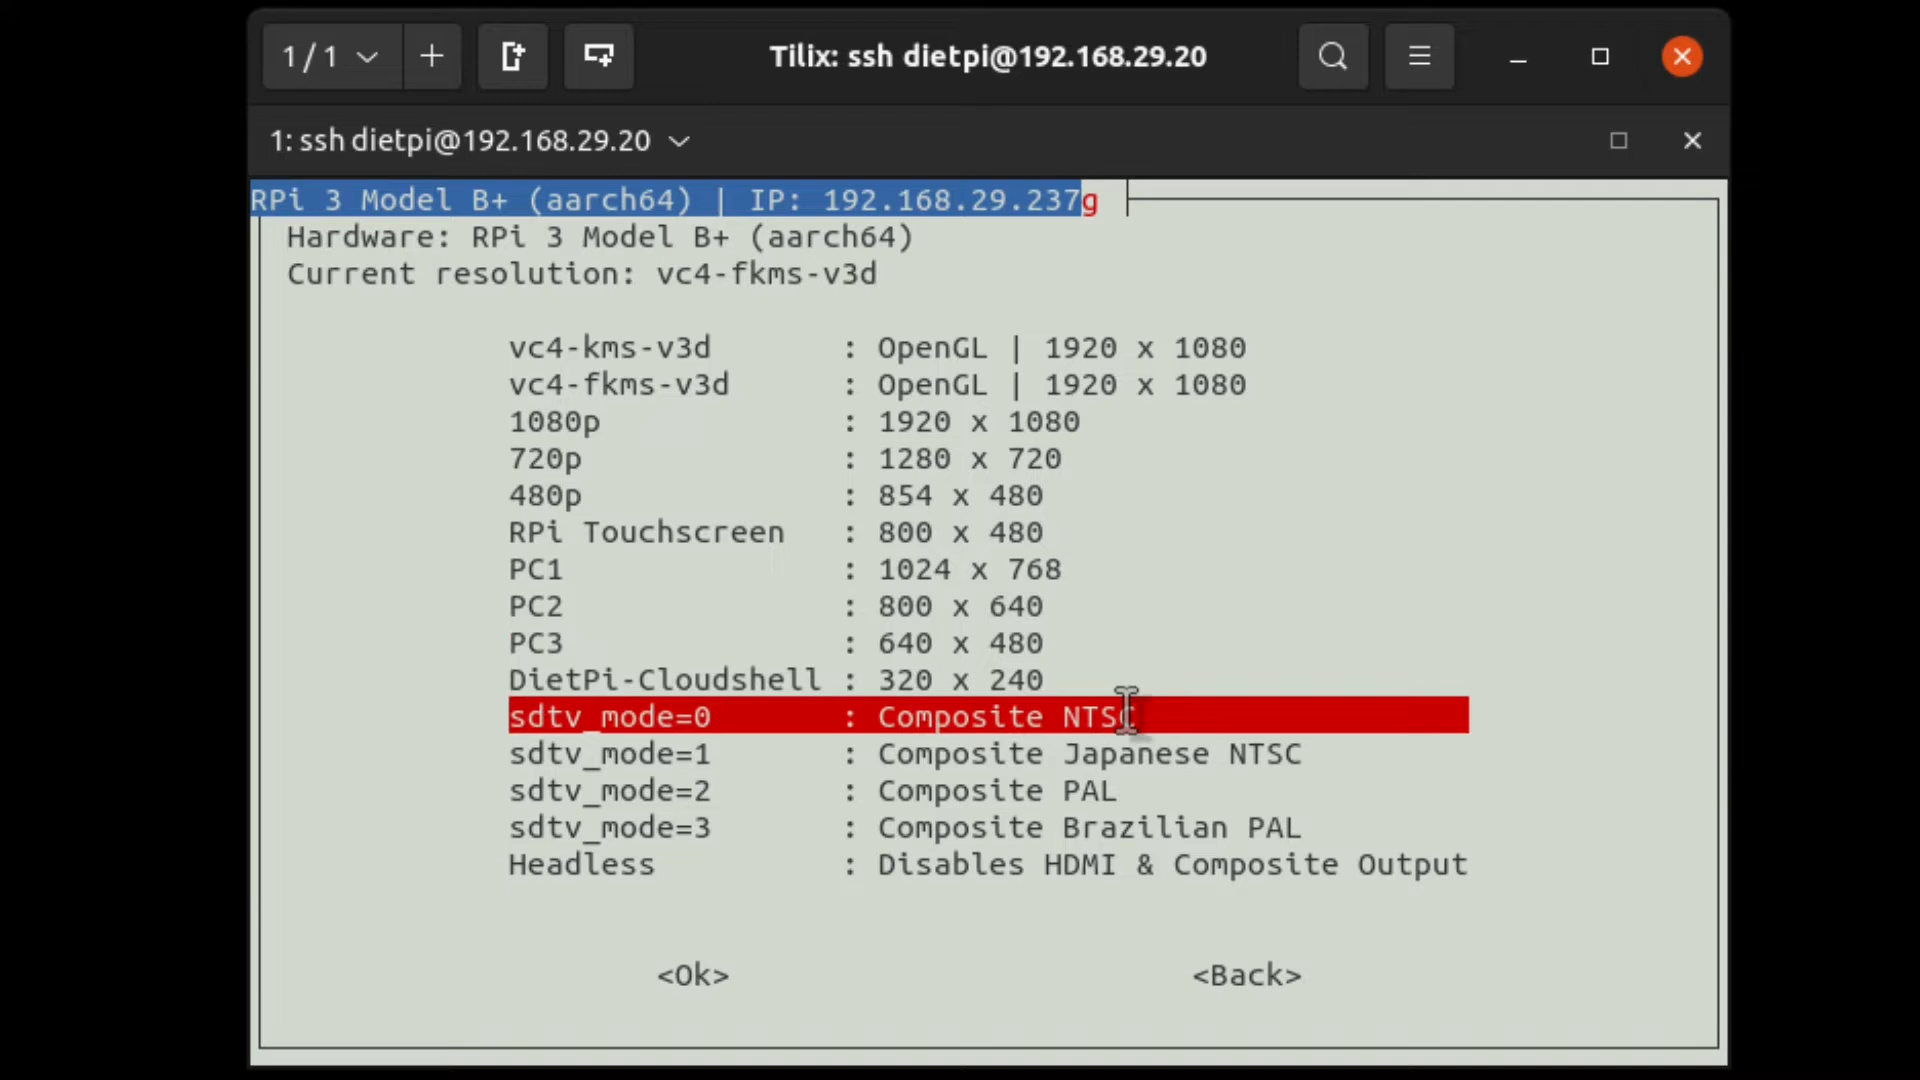 1 / 1
Tilix: ssh dietpi@192.168.29.20
1: ssh dietpi@192.168.29.20
RPi 3 Model B+ (aarch64) | IP: 192.168.29.237g
Hardware: RPi 3 Model B+ (aarch64)
Current resolution: vc4-fkms-v3d
vc4-kms-v3d : OpenGL | 1920 x 1080
vc4-fkms-v3d : OpenGL | 1920 x 1080
1080p : 1920 x 1080
720p : 1280 x 720
480p : 854 x 480
RPi Touchscreen : 800 x 480
PC1 : 1024 x 768
PC2 : 800 x 640
PC3 : 640 x 480
DietPi-Cloudshell : 320 x 240
sdtv_mode=0 : Composite NTSC
sdtv_mode=1 : Composite Japanese NTSC
sdtv_mode=2 : Composite PAL
sdtv_mode=3 : Composite Brazilian PAL
Headless : Disables HDMI & Composite Output
<Ok> <Back>